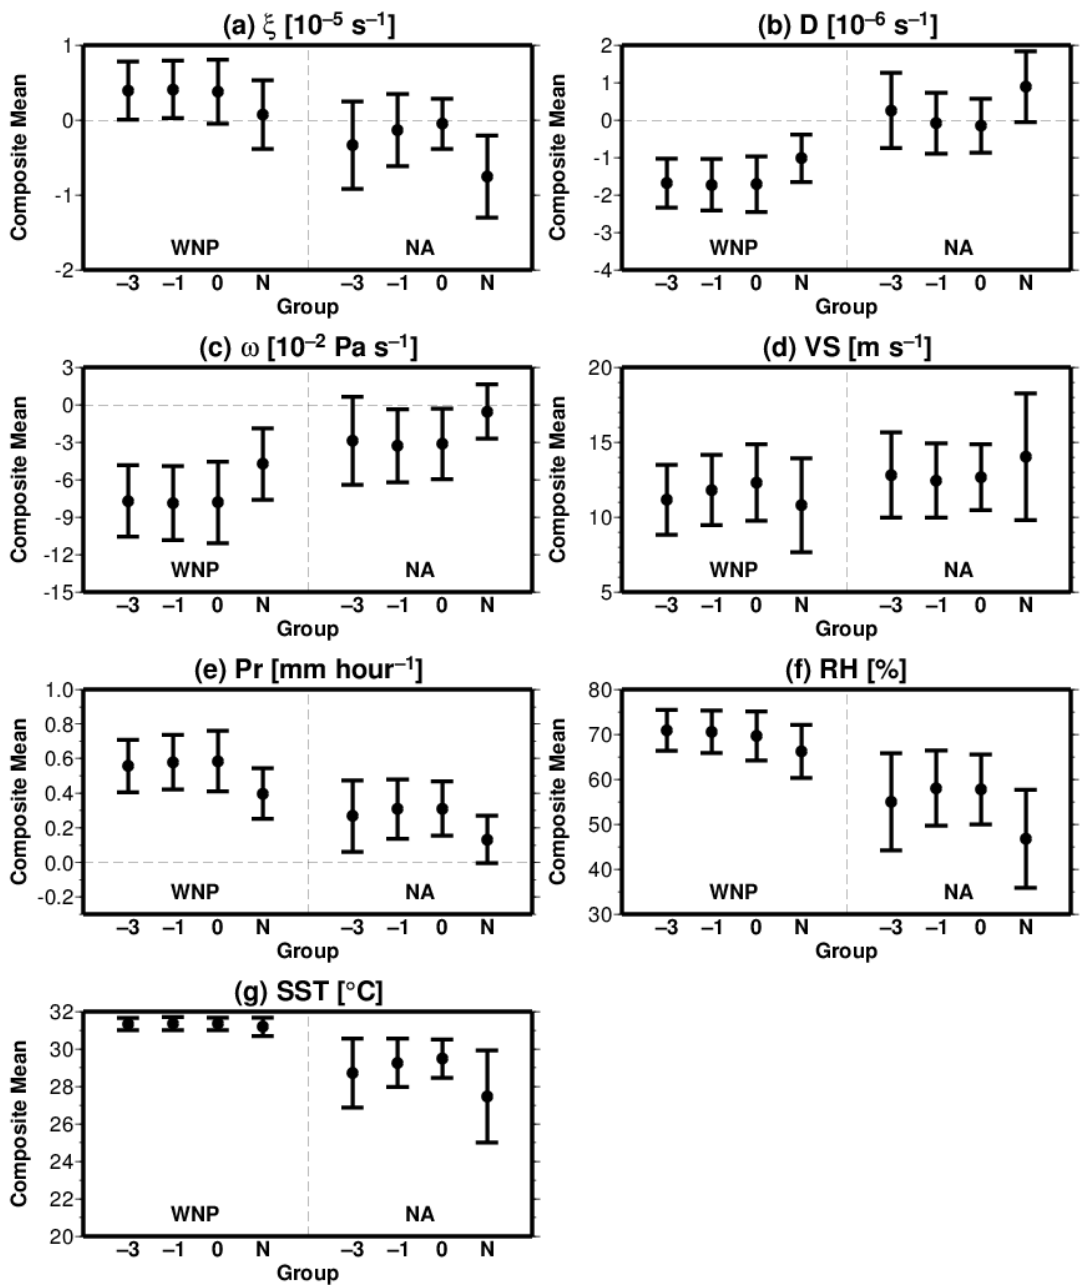 (a) ξ [10⁻⁵ s⁻¹]
Composite Mean
1
0
-1
-2
WNP
NA
−3 −1 0 N −3 −1 0 N
Group
(b) D [10⁻⁶ s⁻¹]
Composite Mean
2
1
0
-1
-2
-3
-4
WNP
NA
−3 −1 0 N −3 −1 0 N
Group
(c) ω [10⁻² Pa s⁻¹]
Composite Mean
3
0
-3
-6
-9
-12
-15
WNP
NA
−3 −1 0 N −3 −1 0 N
Group
(d) VS [m s⁻¹]
Composite Mean
20
15
10
5
WNP
NA
−3 −1 0 N −3 −1 0 N
Group
(e) Pr [mm hour⁻¹]
Composite Mean
1.0
0.8
0.6
0.4
0.2
0.0
-0.2
WNP
NA
−3 −1 0 N −3 −1 0 N
Group
(f) RH [%]
Composite Mean
80
70
60
50
40
30
WNP
NA
−3 −1 0 N −3 −1 0 N
Group
(g) SST [°C]
Composite Mean
32
30
28
26
24
22
20
WNP
NA
−3 −1 0 N −3 −1 0 N
Group